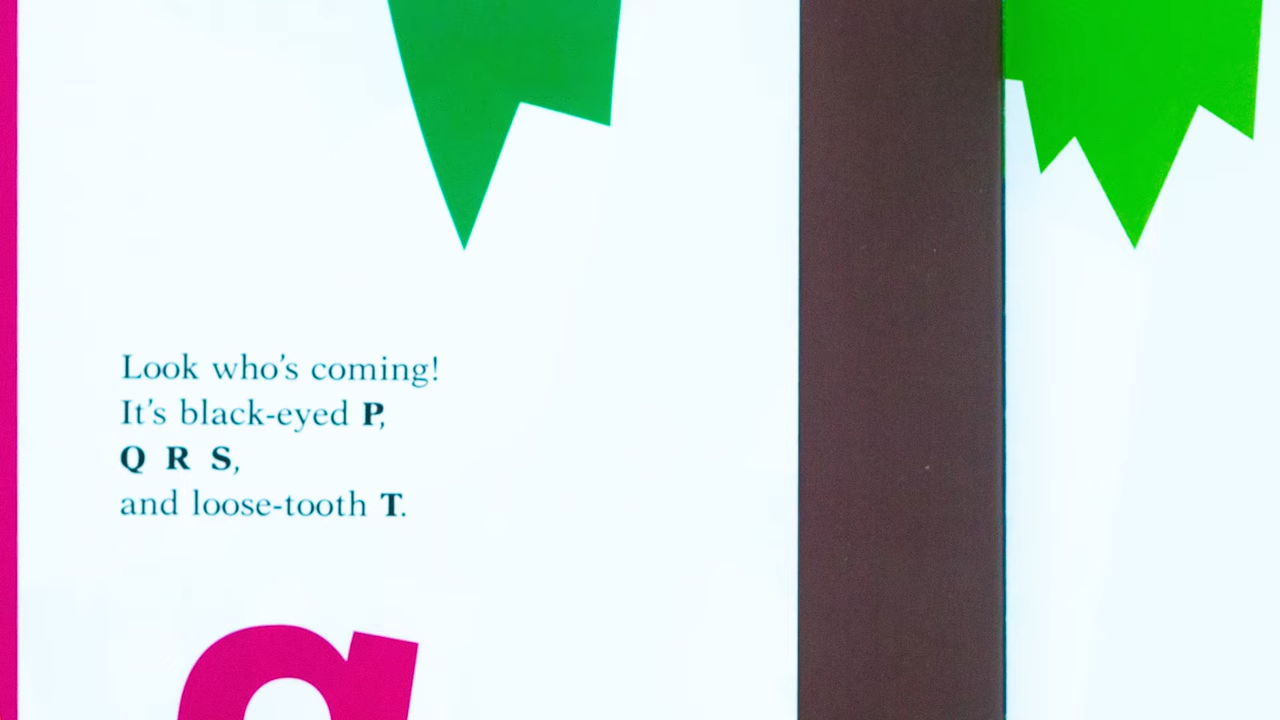 Look who's coming!
It's black-eyed P,
Q R S,
and loose-tooth T.
q